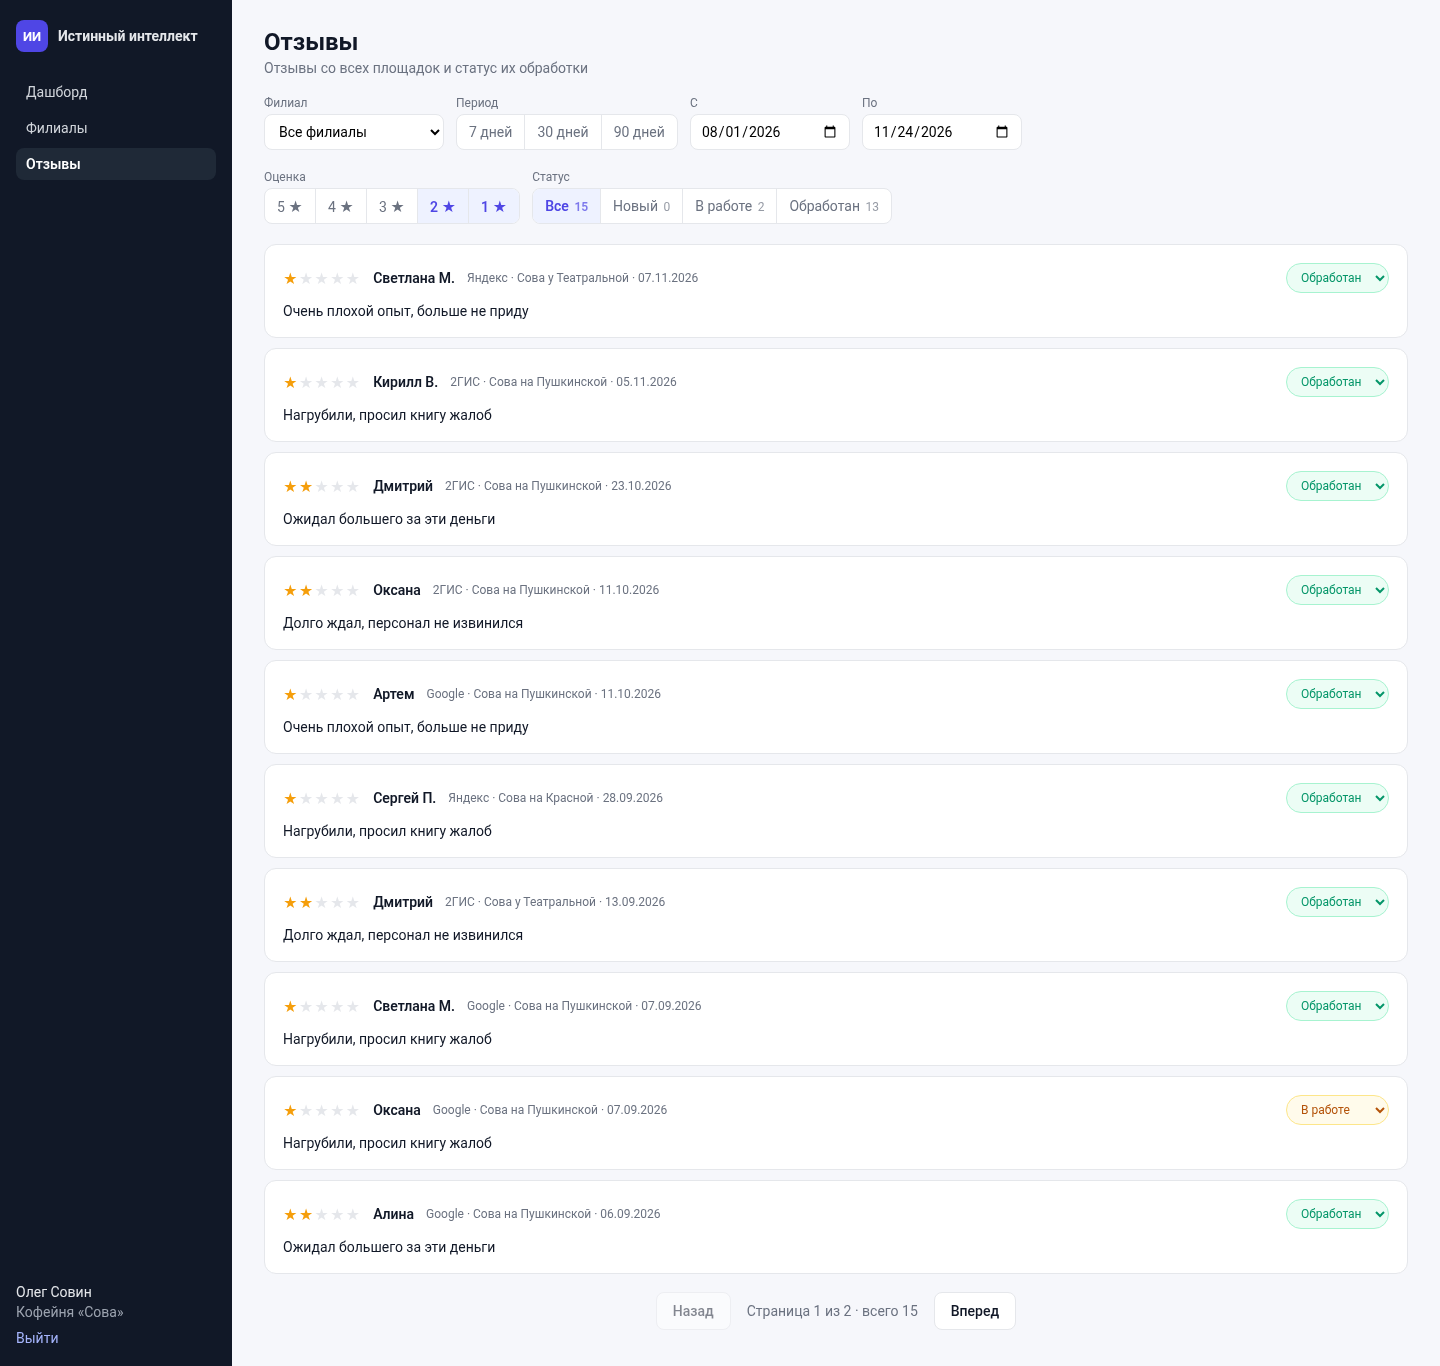 ИИ Истинный интеллект
Дашборд
Филиалы
Отзывы
Олег Совин
Кофейня «Сова»
Выйти
Отзывы
Отзывы со всех площадок и статус их обработки
Филиал Период С По
Все филиалы 7 дней 30 дней 90 дней 08/01/2026 11/24/2026
Оценка Статус
5 ★ 4 ★ 3 ★ 2 ★ 1 ★ Все 15 Новый 0 В работе 2 Обработан 13
★★★★★ Светлана М. Яндекс · Сова у Театральной · 07.11.2026 Обработан
Очень плохой опыт, больше не приду
★★★★★ Кирилл В. 2ГИС · Сова на Пушкинской · 05.11.2026 Обработан
Нагрубили, просил книгу жалоб
★★★★★ Дмитрий 2ГИС · Сова на Пушкинской · 23.10.2026 Обработан
Ожидал большего за эти деньги
★★★★★ Оксана 2ГИС · Сова на Пушкинской · 11.10.2026 Обработан
Долго ждал, персонал не извинился
★★★★★ Артем Google · Сова на Пушкинской · 11.10.2026 Обработан
Очень плохой опыт, больше не приду
★★★★★ Сергей П. Яндекс · Сова на Красной · 28.09.2026 Обработан
Нагрубили, просил книгу жалоб
★★★★★ Дмитрий 2ГИС · Сова у Театральной · 13.09.2026 Обработан
Долго ждал, персонал не извинился
★★★★★ Светлана М. Google · Сова на Пушкинской · 07.09.2026 Обработан
Нагрубили, просил книгу жалоб
★★★★★ Оксана Google · Сова на Пушкинской · 07.09.2026 В работе
Нагрубили, просил книгу жалоб
★★★★★ Алина Google · Сова на Пушкинской · 06.09.2026 Обработан
Ожидал большего за эти деньги
Назад Страница 1 из 2 · всего 15 Вперед